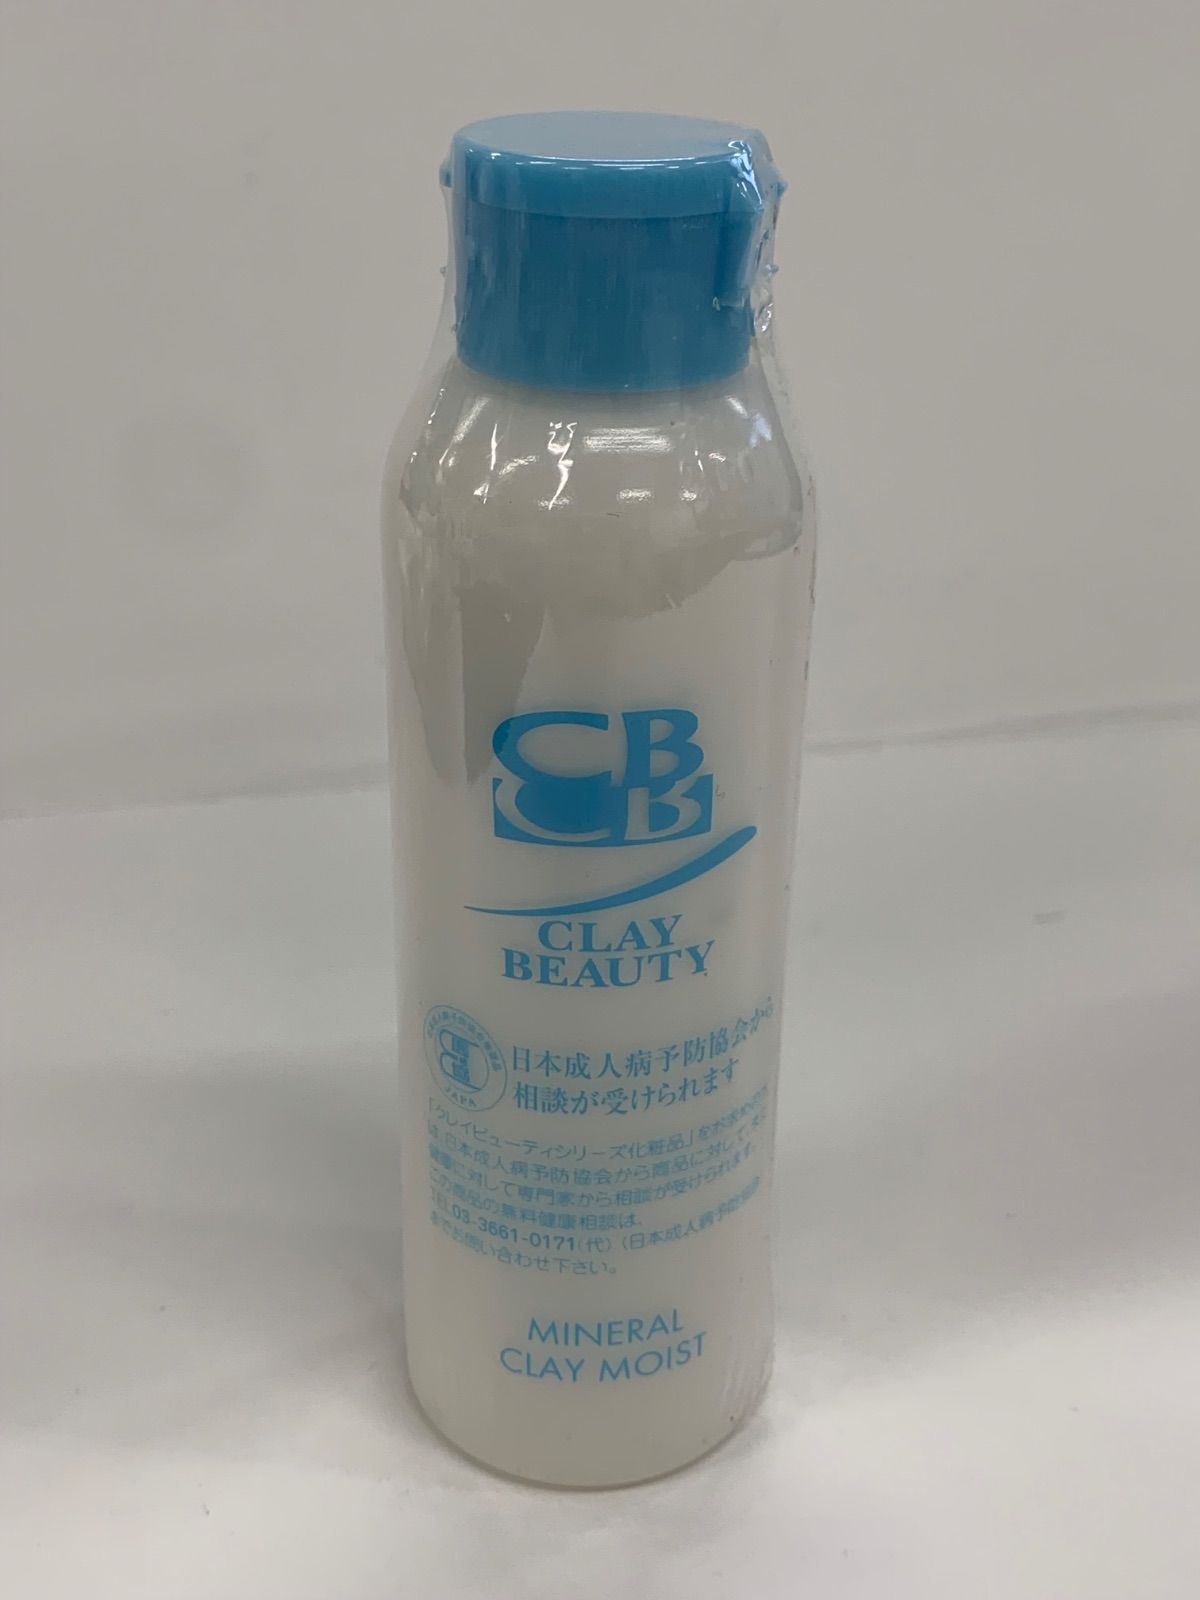 CB
CLAY
BEAUTY
日本成人病予防協会から
相談が受けられます
JAPA
「クレイビューティシリーズ化粧品」をお求めの
は、日本成人病予防協会から商品に対して、
健康に対して専門家から相談が受けられます。
この商品の無料健康相談は、
TEL.03-3661-0171(代)(日本成人病予防協会
までお問い合わせ下さい。
MINERAL
CLAY MOIST